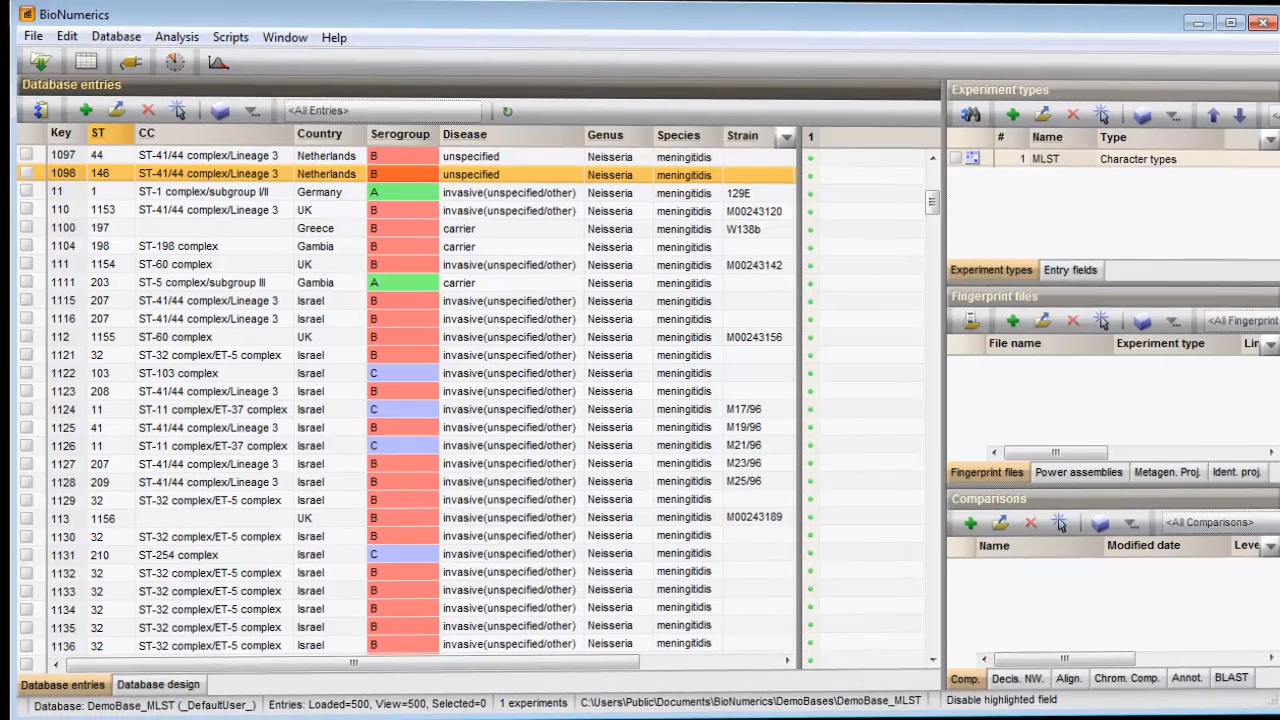 BioNumerics
File Edit Database Analysis Scripts Window Help
Database entries
<All Entries>
Key ST CC Country Serogroup Disease Genus Species Strain 1
1097 44 ST-41/44 complex/Lineage 3 Netherlands B unspecified Neisseria meningitidis
1098 146 ST-41/44 complex/Lineage 3 Netherlands B unspecified Neisseria meningitidis
11 1 ST-1 complex/subgroup I/II Germany A invasive(unspecified/other) Neisseria meningitidis 129E
110 1153 ST-41/44 complex/Lineage 3 UK B invasive(unspecified/other) Neisseria meningitidis M00243120
1100 197 Greece B carrier Neisseria meningitidis W138b
1104 198 ST-198 complex Gambia B carrier Neisseria meningitidis
111 1154 ST-60 complex UK B invasive(unspecified/other) Neisseria meningitidis M00243142
1111 203 ST-5 complex/subgroup III Gambia A carrier Neisseria meningitidis
1115 207 ST-41/44 complex/Lineage 3 Israel B invasive(unspecified/other) Neisseria meningitidis
1116 207 ST-41/44 complex/Lineage 3 Israel B invasive(unspecified/other) Neisseria meningitidis
112 1155 ST-60 complex UK B invasive(unspecified/other) Neisseria meningitidis M00243156
1121 32 ST-32 complex/ET-5 complex Israel B invasive(unspecified/other) Neisseria meningitidis
1122 103 ST-103 complex Israel C invasive(unspecified/other) Neisseria meningitidis
1123 208 ST-41/44 complex/Lineage 3 Israel B invasive(unspecified/other) Neisseria meningitidis
1124 11 ST-11 complex/ET-37 complex Israel C invasive(unspecified/other) Neisseria meningitidis M17/96
1125 41 ST-41/44 complex/Lineage 3 Israel B invasive(unspecified/other) Neisseria meningitidis M19/96
1126 11 ST-11 complex/ET-37 complex Israel C invasive(unspecified/other) Neisseria meningitidis M21/96
1127 207 ST-41/44 complex/Lineage 3 Israel B invasive(unspecified/other) Neisseria meningitidis M23/96
1128 209 ST-41/44 complex/Lineage 3 Israel B invasive(unspecified/other) Neisseria meningitidis M25/96
1129 32 ST-32 complex/ET-5 complex Israel B invasive(unspecified/other) Neisseria meningitidis
113 1156 UK B invasive(unspecified/other) Neisseria meningitidis M00243189
1130 32 ST-32 complex/ET-5 complex Israel B invasive(unspecified/other) Neisseria meningitidis
1131 210 ST-254 complex Israel C invasive(unspecified/other) Neisseria meningitidis
1132 32 ST-32 complex/ET-5 complex Israel B invasive(unspecified/other) Neisseria meningitidis
1133 32 ST-32 complex/ET-5 complex Israel B invasive(unspecified/other) Neisseria meningitidis
1134 32 ST-32 complex/ET-5 complex Israel B invasive(unspecified/other) Neisseria meningitidis
1135 32 ST-32 complex/ET-5 complex Israel B invasive(unspecified/other) Neisseria meningitidis
1136 32 ST-32 complex/ET-5 complex Israel B invasive(unspecified/other) Neisseria meningitidis
Database entries Database design
Experiment types
# Name Type
1 MLST Character types
Experiment types Entry fields
Fingerprint files
<All Fingerprint
File name Experiment type Lin
Fingerprint files Power assemblies Metagen. Proj. Ident. proj.
Comparisons
<All Comparisons>
Name Modified date Leve
Comp. Decis. NW. Align. Chrom. Comp. Annot. BLAST
Database: DemoBase_MLST (_DefaultUser_) Entries: Loaded=500, View=500, Selected=0 1 experiments C:\Users\Public\Documents\BioNumerics\DemoBases\DemoBase_MLST Disable highlighted field